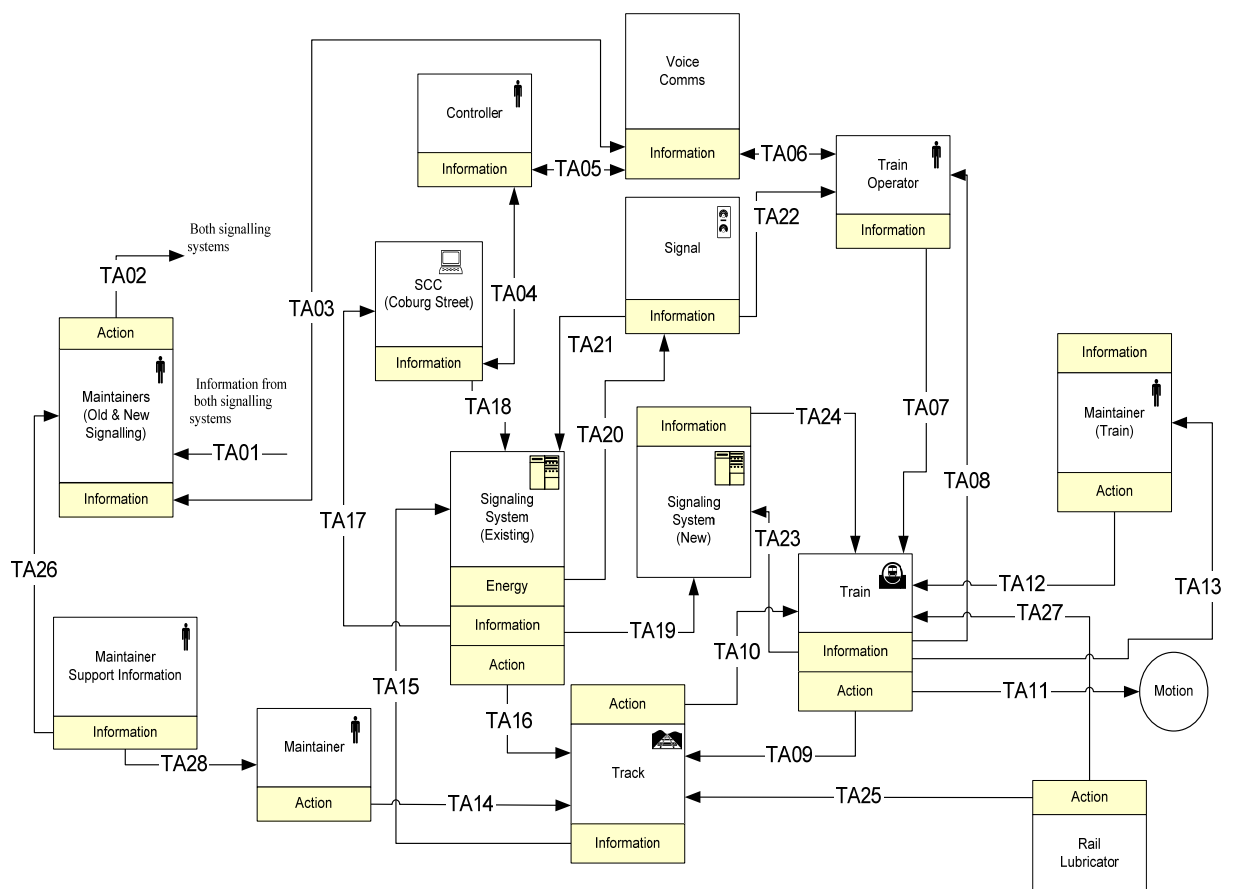 Voice
Comms
Information
Controller
Information
TA05
TA06
Train
Operator
Information
TA22
Signal
Information
Both signalling
systems
TA02
SCC
(Coburg Street)
Information
TA04
TA03
TA21
Action
Maintainers
(Old & New
Signalling)
Information
Information from
both signalling
systems
TA01
TA18
TA20
TA24
TA07
TA08
Information
Maintainer
(Train)
Action
Information
Signaling
System
(New)
Signaling
System
(Existing)
Energy
Information
Action
TA17
TA23
TA26
TA19
TA12
TA13
TA27
Train
Information
Action
TA10
TA11
Motion
Maintainer
Support Information
Information
TA15
TA16
TA28
Maintainer
Action
TA14
Action
Track
Information
TA09
TA25
Action
Rail
Lubricator